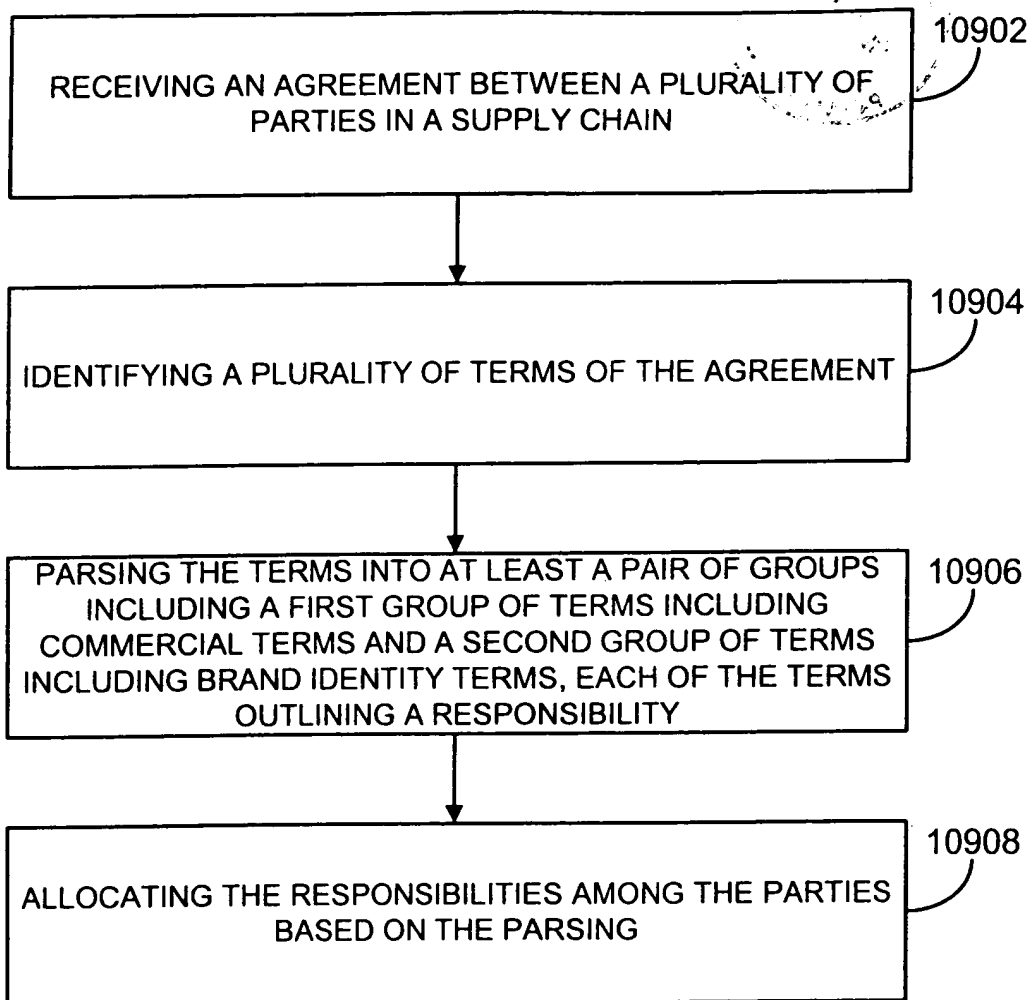 10902
RECEIVING AN AGREEMENT BETWEEN A PLURALITY OF
PARTIES IN A SUPPLY CHAIN
10904
IDENTIFYING A PLURALITY OF TERMS OF THE AGREEMENT
10906
PARSING THE TERMS INTO AT LEAST A PAIR OF GROUPS
INCLUDING A FIRST GROUP OF TERMS INCLUDING
COMMERCIAL TERMS AND A SECOND GROUP OF TERMS
INCLUDING BRAND IDENTITY TERMS, EACH OF THE TERMS
OUTLINING A RESPONSIBILITY
10908
ALLOCATING THE RESPONSIBILITIES AMONG THE PARTIES
BASED ON THE PARSING